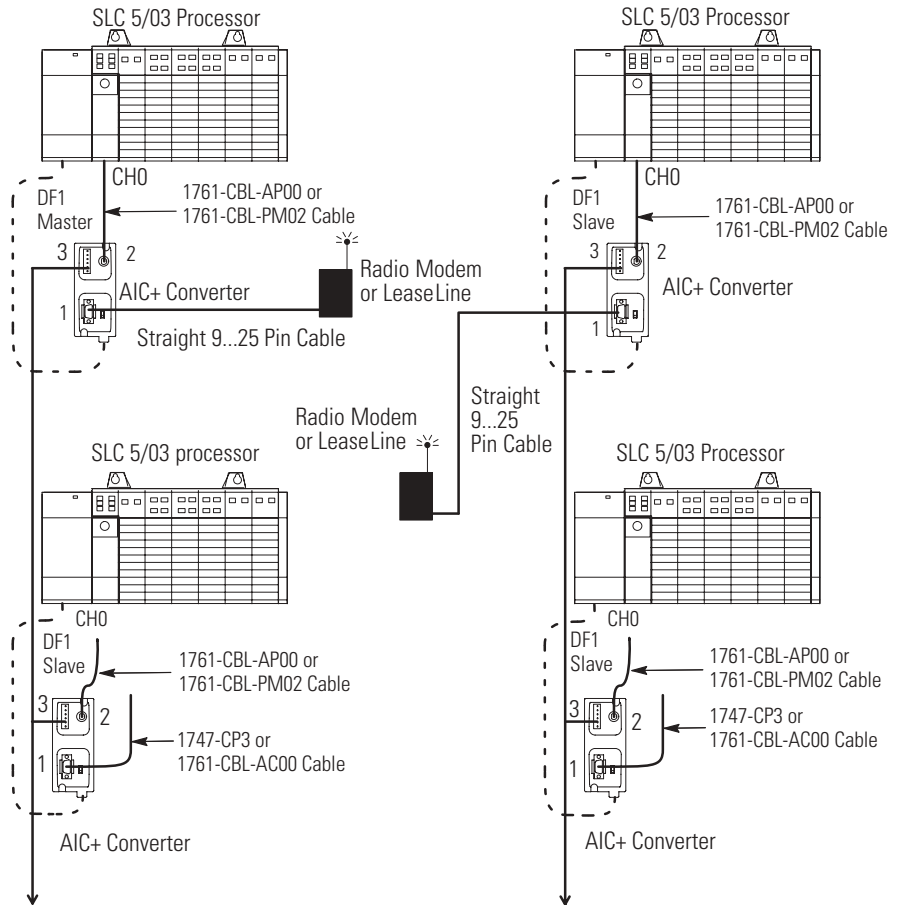 SLC 5/03 Processor
CH0
DF1
Master
1761-CBL-AP00 or
1761-CBL-PM02 Cable
3
2
AIC+ Converter
1
Straight 9...25 Pin Cable
Radio Modem
or LeaseLine
SLC 5/03 Processor
CH0
DF1
Slave
1761-CBL-AP00 or
1761-CBL-PM02 Cable
3
2
AIC+ Converter
1
Straight
9...25
Pin Cable
Radio Modem
or LeaseLine
SLC 5/03 processor
CH0
DF1
Slave
1761-CBL-AP00 or
1761-CBL-PM02 Cable
3
2
1747-CP3 or
1761-CBL-AC00 Cable
1
AIC+ Converter
SLC 5/03 Processor
CH0
DF1
Slave
1761-CBL-AP00 or
1761-CBL-PM02 Cable
3
2
1747-CP3 or
1761-CBL-AC00 Cable
1
AIC+ Converter